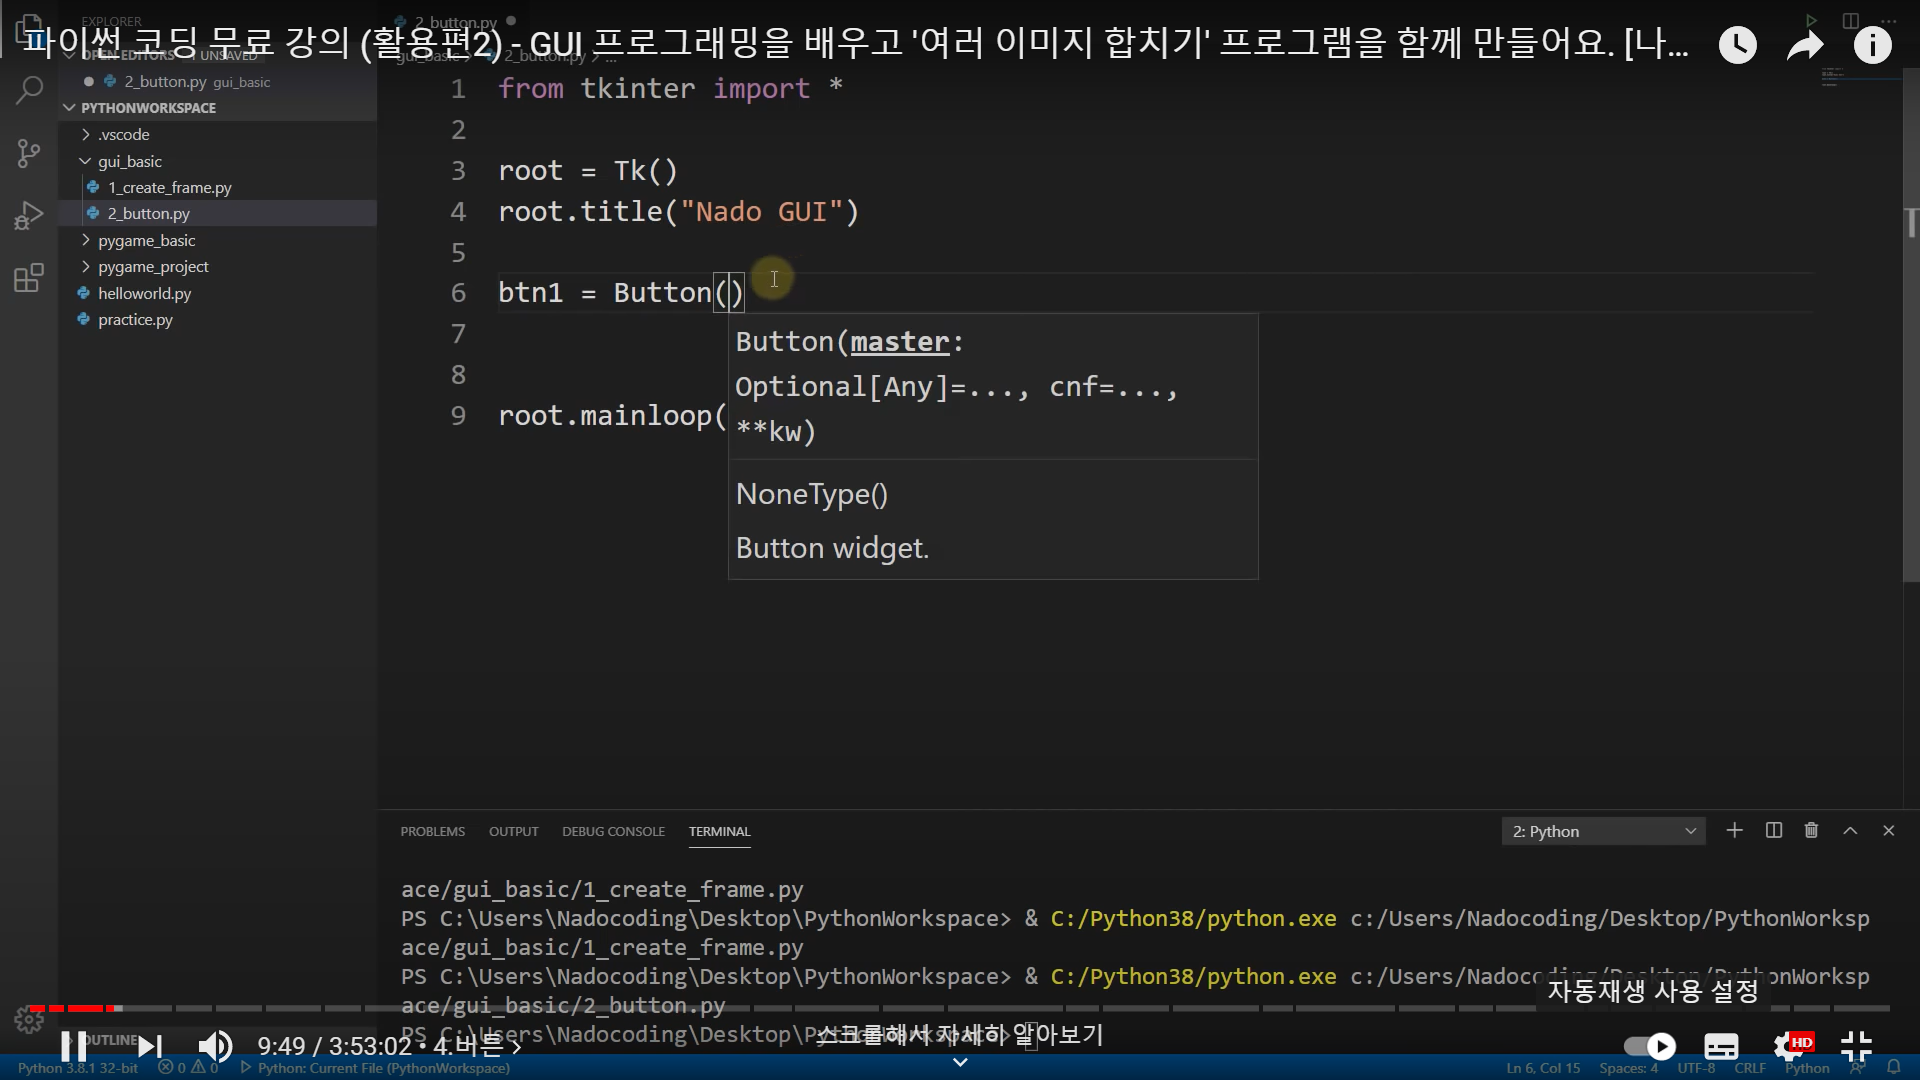 EXPLORER
2_button.py
파이썬 코딩 무료 강의 (활용편2) - GUI 프로그래밍을 배우고 '여러 이미지 합치기' 프로그램을 함께 만들어요. [나...
OPEN EDITORS 1 UNSAVED
gui_basic > 2_button.py > ...
2_button.py gui_basic
PYTHONWORKSPACE
.vscode
gui_basic
1_create_frame.py
2_button.py
pygame_basic
pygame_project
helloworld.py
practice.py
1 from tkinter import *
2
3 root = Tk()
4 root.title("Nado GUI")
5
6 btn1 = Button()
7
8
9 root.mainloop(
Button(master:
Optional[Any]=..., cnf=...,
**kw)
NoneType()
Button widget.
PROBLEMS OUTPUT DEBUG CONSOLE TERMINAL
2: Python
ace/gui_basic/1_create_frame.py
PS C:\Users\Nadocoding\Desktop\PythonWorkspace> & C:/Python38/python.exe c:/Users/Nadocoding/Desktop/PythonWorksp
ace/gui_basic/1_create_frame.py
PS C:\Users\Nadocoding\Desktop\PythonWorkspace> & C:/Python38/python.exe c:/Users/Nadocoding/Desktop/PythonWorksp
자동재생 사용 설정
ace/gui_basic/2_button.py
PS C:\Users\Nadocoding\Desktop\PythonWorkspace>
스크롤해서 자세히 알아보기
OUTLINE
9:49 / 3:53:02 • 4.버튼 >
HD
Python 3.8.1 32-bit 0 0 Python: Current File (PythonWorkspace) Ln 6, Col 15 Spaces: 4 UTF-8 CRLF Python